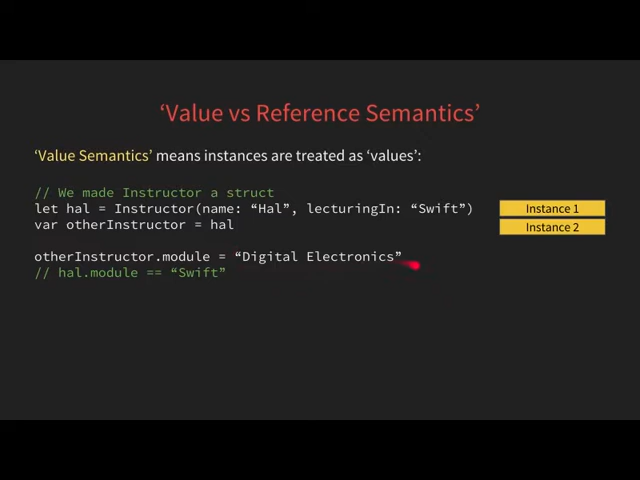 ‘Value vs Reference Semantics’
‘Value Semantics’ means instances are treated as ‘values’:
// We made Instructor a struct
let hal = Instructor(name: “Hal”, lecturingIn: “Swift”)
var otherInstructor = hal
Instance 1
Instance 2
otherInstructor.module = “Digital Electronics”
// hal.module == “Swift”